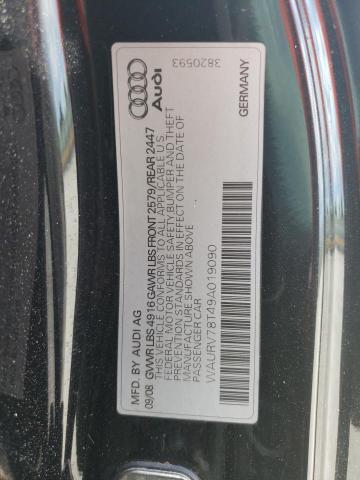 3820593
Audi
GERMANY
MFD. BY AUDI AG
09/08 GVWR LBS 4916 GAWR LBS FRONT 2579/REAR 2447
THIS VEHICLE CONFORMS TO ALL APPLICABLE U.S.
FEDERAL MOTOR VEHICLE SAFETY BUMPER AND THEFT
PREVENTION STANDARDS IN EFFECT ON THE DATE OF
MANUFACTURE SHOWN ABOVE
PASSENGER CAR
WAURV78T49A019090